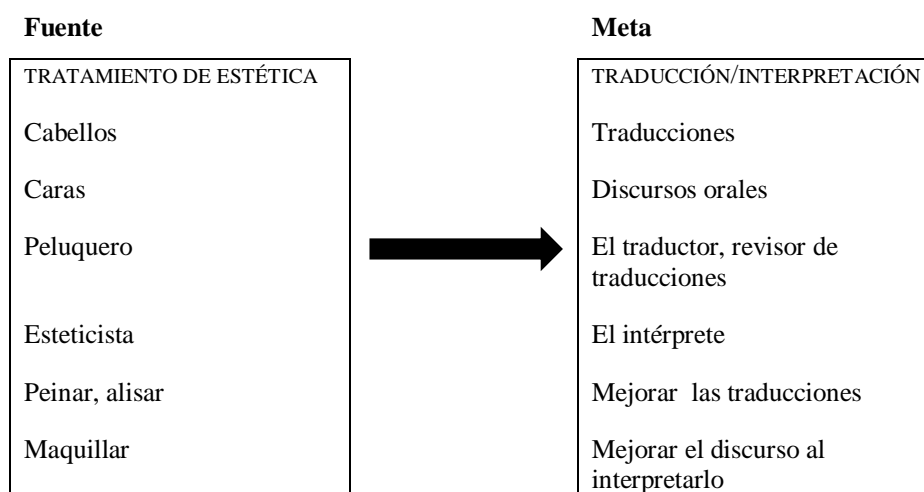 Fuente
Meta
TRATAMIENTO DE ESTÉTICA
Cabellos
Caras
Peluquero
Esteticista
Peinar, alisar
Maquillar
TRADUCCIÓN/INTERPRETACIÓN
Traducciones
Discursos orales
El traductor, revisor de
traducciones
El intérprete
Mejorar las traducciones
Mejorar el discurso al
interpretarlo